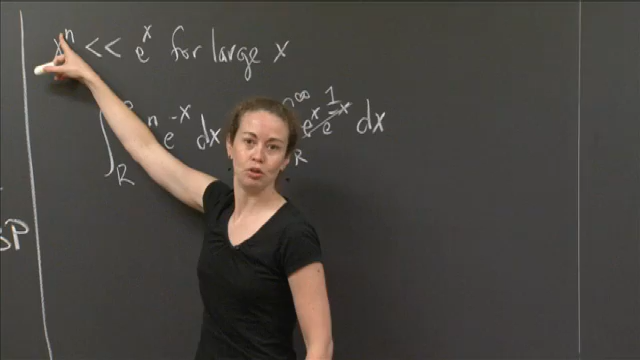 x^n << e^x for large x
∫_R x^n e^-x dx ∫_R^∞ e^x e^-x 1 dx
SP